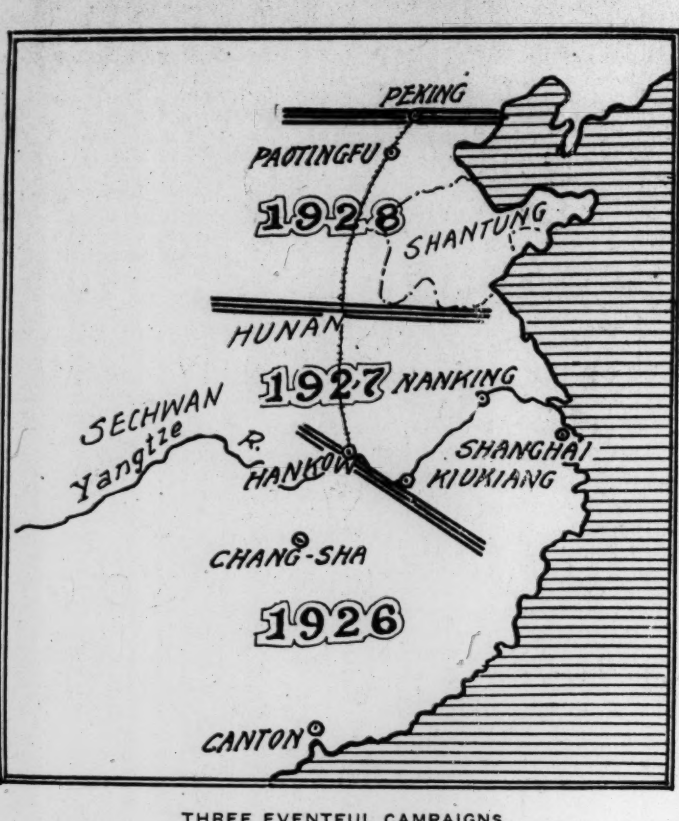 PEKING
PAOTINGFU
1928
SHANTUNG
HUNAN
1927
NANKING
SECHWAN
Yangtze R.
HANKOW
SHANGHAI
KIUKIANG
CHANG-SHA
1926
CANTON
THREE EVENTFUL CAMPAIGNS